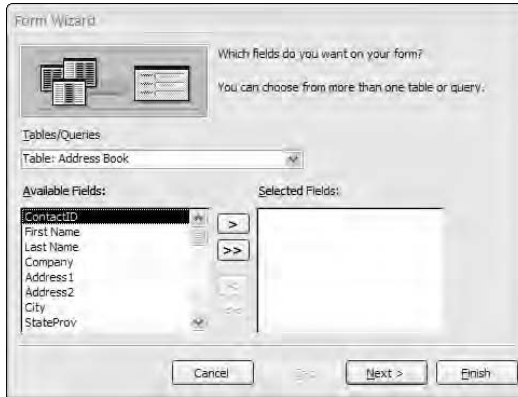 Form Wizard
Which fields do you want on your form?
You can choose from more than one table or query.
Tables/Queries
Table: Address Book
Available Fields:
Selected Fields:
ContactID
First Name
Last Name
Company
Address1
Address2
City
StateProv
>
>>
<
<<
Cancel
Next >
Finish